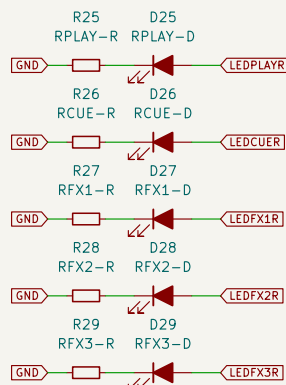 R25 D25
RPLAY-R RPLAY-D
GND LEDPLAYR
R26 D26
RCUE-R RCUE-D
GND LEDCUER
R27 D27
RFX1-R RFX1-D
GND LEDFX1R
R28 D28
RFX2-R RFX2-D
GND LEDFX2R
R29 D29
RFX3-R RFX3-D
GND LEDFX3R